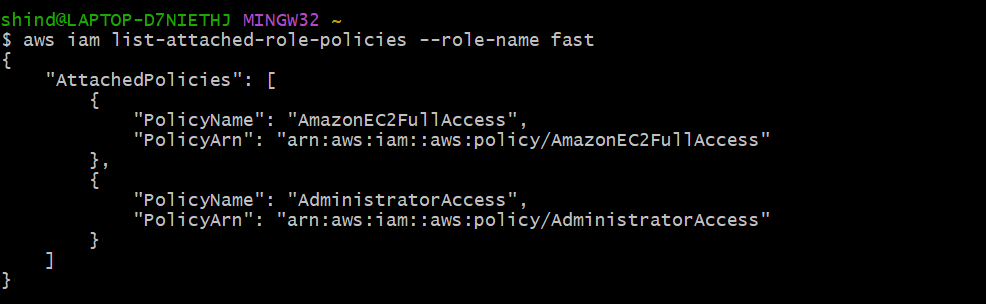 shind@LAPTOP-D7NIETHJ MINGW32 ~
$ aws iam list-attached-role-policies --role-name fast
{
    "AttachedPolicies": [
        {
            "PolicyName": "AmazonEC2FullAccess",
            "PolicyArn": "arn:aws:iam::aws:policy/AmazonEC2FullAccess"
        },
        {
            "PolicyName": "AdministratorAccess",
            "PolicyArn": "arn:aws:iam::aws:policy/AdministratorAccess"
        }
    ]
}